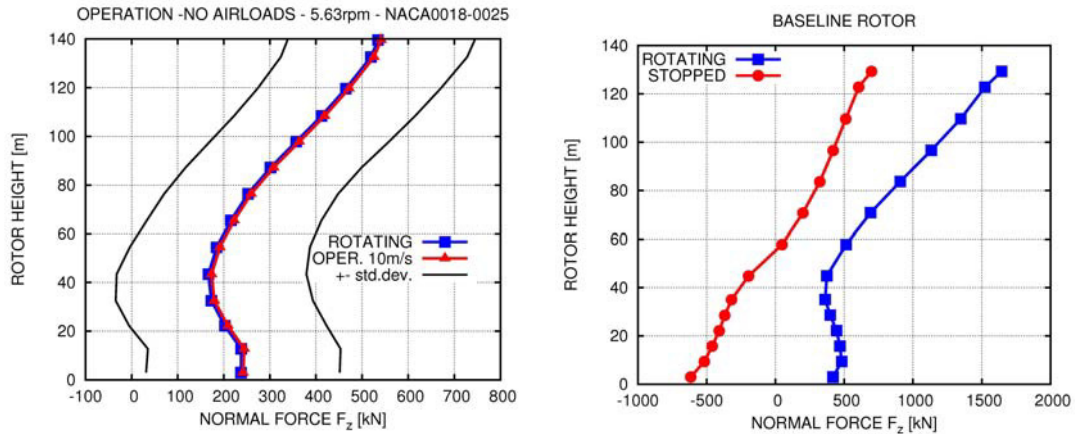 OPERATION -NO AIRLOADS - 5.63rpm - NACA0018-0025
140
120
100
80
60
40
20
0
ROTOR HEIGHT [m]
ROTATING
OPER. 10m/s
+- std.dev.
-100 0 100 200 300 400 500 600 700 800
NORMAL FORCE Fz [kN]
BASELINE ROTOR
140
120
100
80
60
40
20
0
ROTOR HEIGHT [m]
ROTATING
STOPPED
-1000 -500 0 500 1000 1500 2000
NORMAL FORCE Fz [kN]